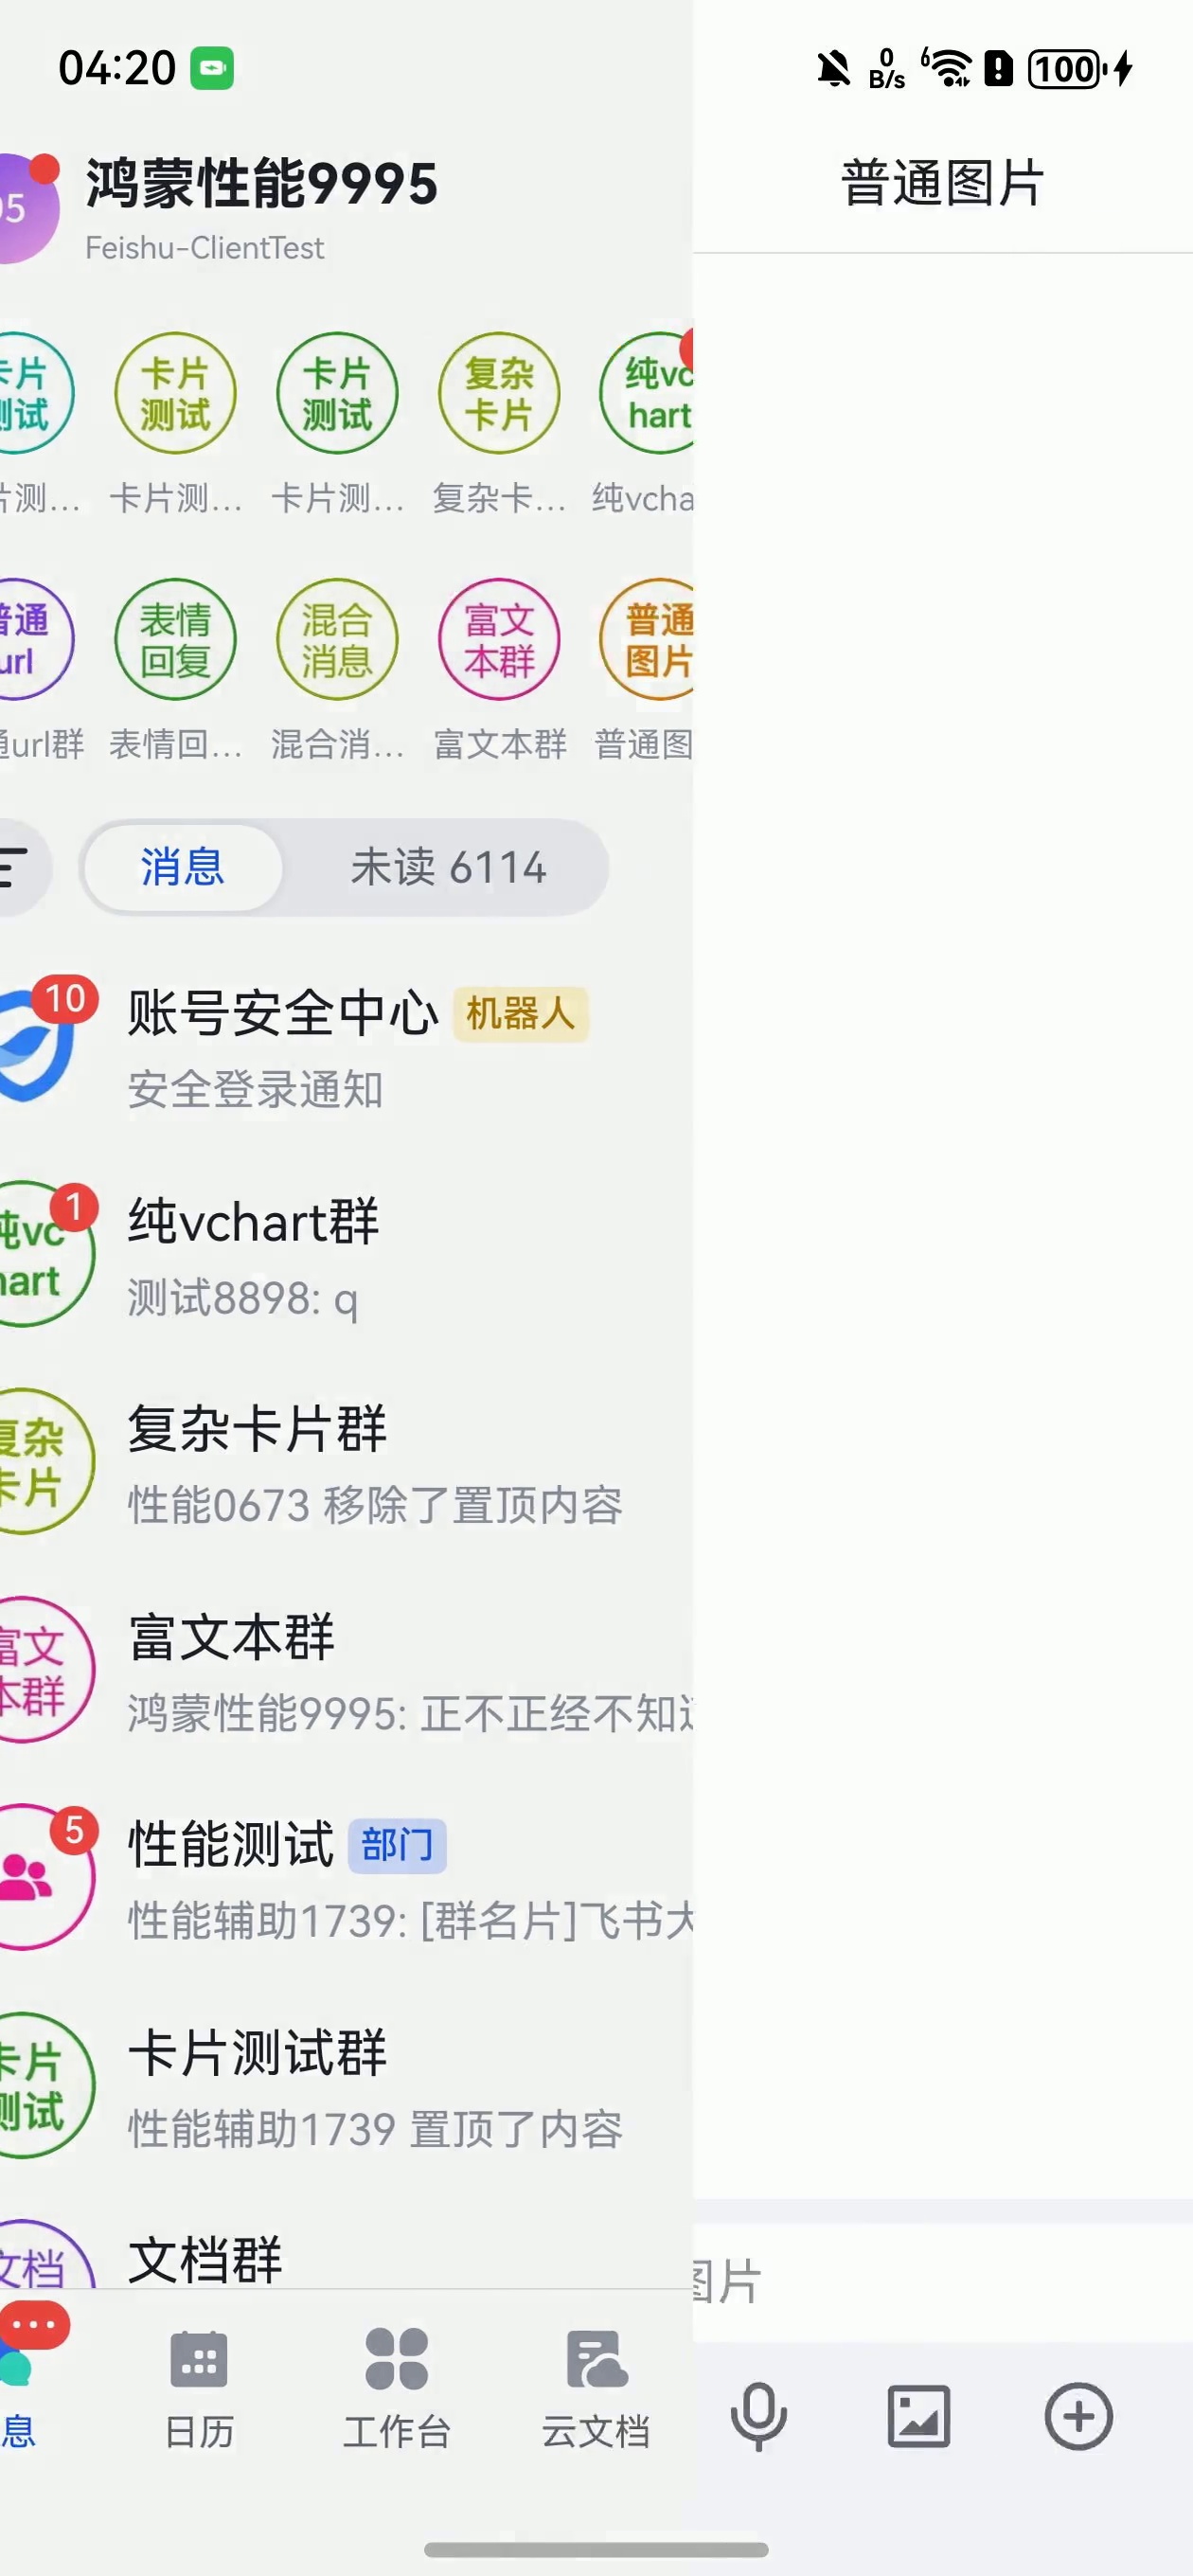 04:20
0
B/s
6
100
95
鸿蒙性能9995
Feishu-ClientTest
普通图片
卡片
测试
卡片
测试
卡片
测试
复杂
卡片
纯vc
hart
片测...
卡片测...
卡片测...
复杂卡...
纯vcha
普通
url
表情
回复
混合
消息
富文
本群
普通
图片
通url群
表情回...
混合消...
富文本群
普通图
消息
未读 6114
10
账号安全中心
机器人
安全登录通知
1
纯vc
hart
纯vchart群
测试8898: q
复杂
卡片
复杂卡片群
性能0673 移除了置顶内容
富文
本群
富文本群
鸿蒙性能9995: 正不正经不知道
5
性能测试
部门
性能辅助1739: [群名片]飞书大
卡片
测试
卡片测试群
性能辅助1739 置顶了内容
文档
文档群
图片
息
日历
工作台
云文档